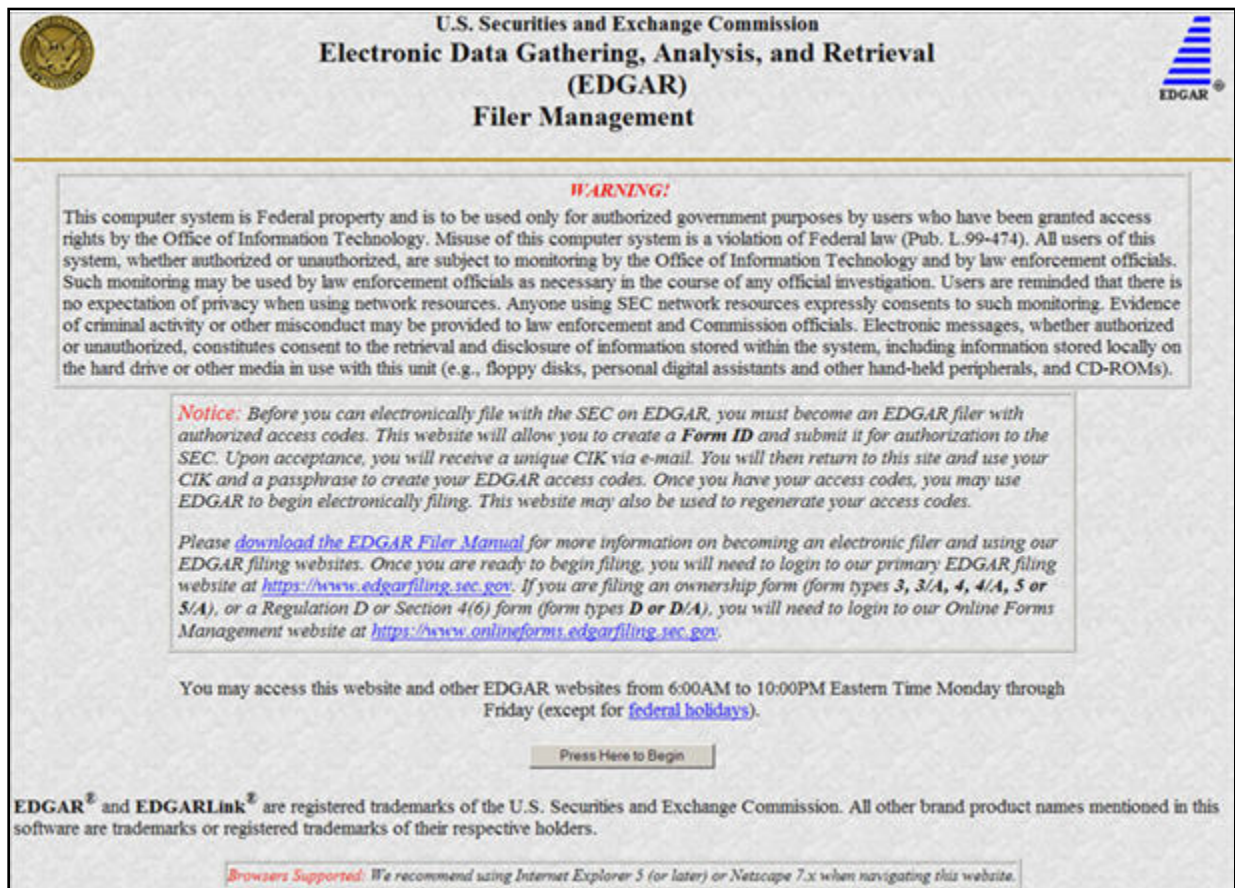 U.S. Securities and Exchange Commission
Electronic Data Gathering, Analysis, and Retrieval
(EDGAR)
Filer Management
EDGAR ®
WARNING!
This computer system is Federal property and is to be used only for authorized government purposes by users who have been granted access
rights by the Office of Information Technology. Misuse of this computer system is a violation of Federal law (Pub. L.99-474). All users of this
system, whether authorized or unauthorized, are subject to monitoring by the Office of Information Technology and by law enforcement officials.
Such monitoring may be used by law enforcement officials as necessary in the course of any official investigation. Users are reminded that there is
no expectation of privacy when using network resources. Anyone using SEC network resources expressly consents to such monitoring. Evidence
of criminal activity or other misconduct may be provided to law enforcement and Commission officials. Electronic messages, whether authorized
or unauthorized, constitutes consent to the retrieval and disclosure of information stored within the system, including information stored locally on
the hard drive or other media in use with this unit (e.g., floppy disks, personal digital assistants and other hand-held peripherals, and CD-ROMs).
Notice: Before you can electronically file with the SEC on EDGAR, you must become an EDGAR filer with
authorized access codes. This website will allow you to create a Form ID and submit it for authorization to the
SEC. Upon acceptance, you will receive a unique CIK via e-mail. You will then return to this site and use your
CIK and a passphrase to create your EDGAR access codes. Once you have your access codes, you may use
EDGAR to begin electronically filing. This website may also be used to regenerate your access codes.
Please download the EDGAR Filer Manual for more information on becoming an electronic filer and using our
EDGAR filing websites. Once you are ready to begin filing, you will need to login to our primary EDGAR filing
website at https://www.edgarfiling.sec.gov. If you are filing an ownership form (form types 3, 3/A, 4, 4/A, 5 or
5/A), or a Regulation D or Section 4(6) form (form types D or D/A), you will need to login to our Online Forms
Management website at https://www.onlineforms.edgarfiling.sec.gov.
You may access this website and other EDGAR websites from 6:00AM to 10:00PM Eastern Time Monday through
Friday (except for federal holidays).
Press Here to Begin
EDGAR® and EDGARLink® are registered trademarks of the U.S. Securities and Exchange Commission. All other brand product names mentioned in this
software are trademarks or registered trademarks of their respective holders.
Browsers Supported: We recommend using Internet Explorer 5 (or later) or Netscape 7.x when navigating this website.